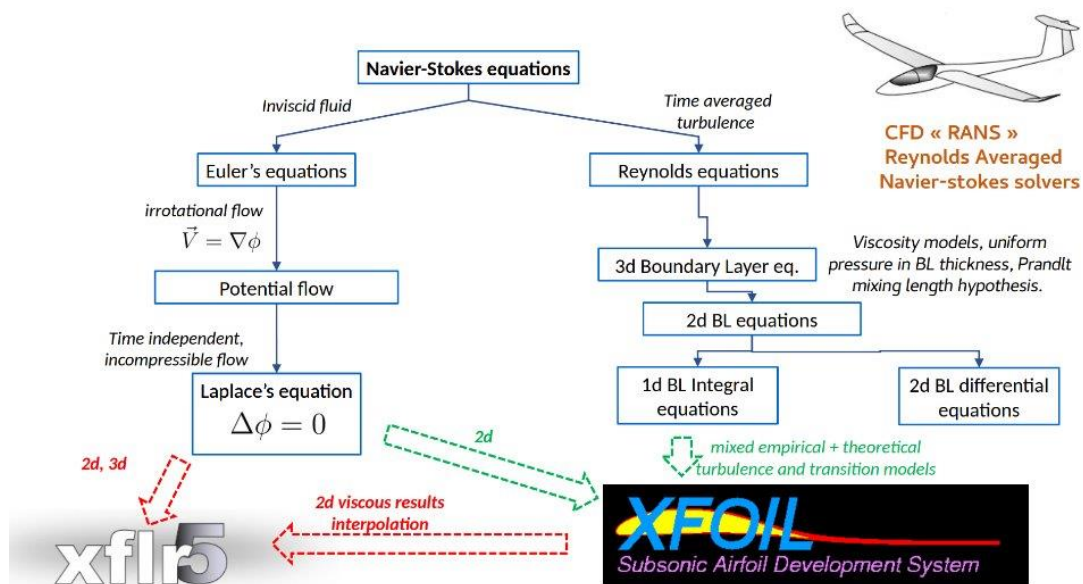 Navier-Stokes equations
Inviscid fluid
Time averaged
turbulence
CFD « RANS »
Reynolds Averaged
Navier-stokes solvers
Euler's equations
Reynolds equations
irrotational flow
V⃗ = ∇ϕ
Viscosity models, uniform
pressure in BL thickness, Prandlt
mixing length hypothesis.
3d Boundary Layer eq.
Potential flow
2d BL equations
Time independent,
incompressible flow
Laplace's equation
Δϕ = 0
1d BL Integral
equations
2d BL differential
equations
2d
mixed empirical + theoretical
turbulence and transition models
2d, 3d
2d viscous results
interpolation
xflr5
XFOIL
Subsonic Airfoil Development System